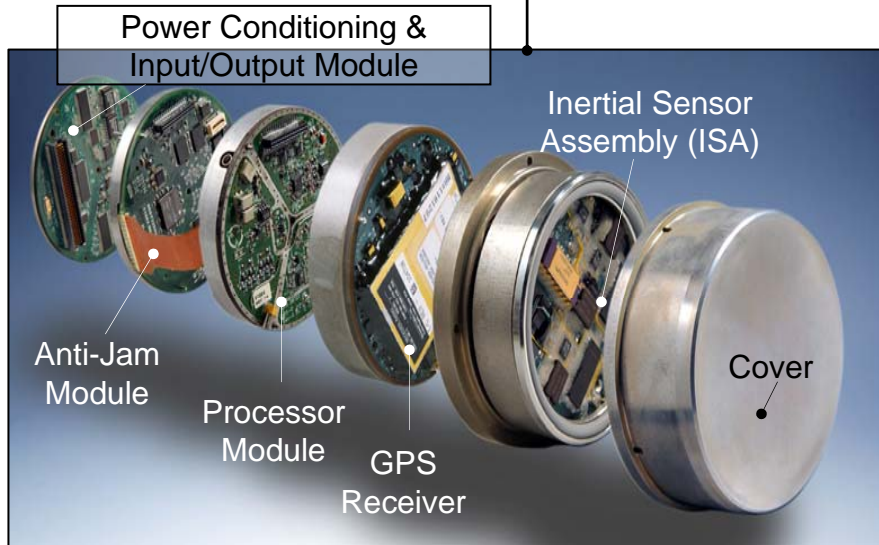 Power Conditioning &
Input/Output Module
Inertial Sensor
Assembly (ISA)
Anti-Jam
Module
Processor
Module
GPS
Receiver
Cover